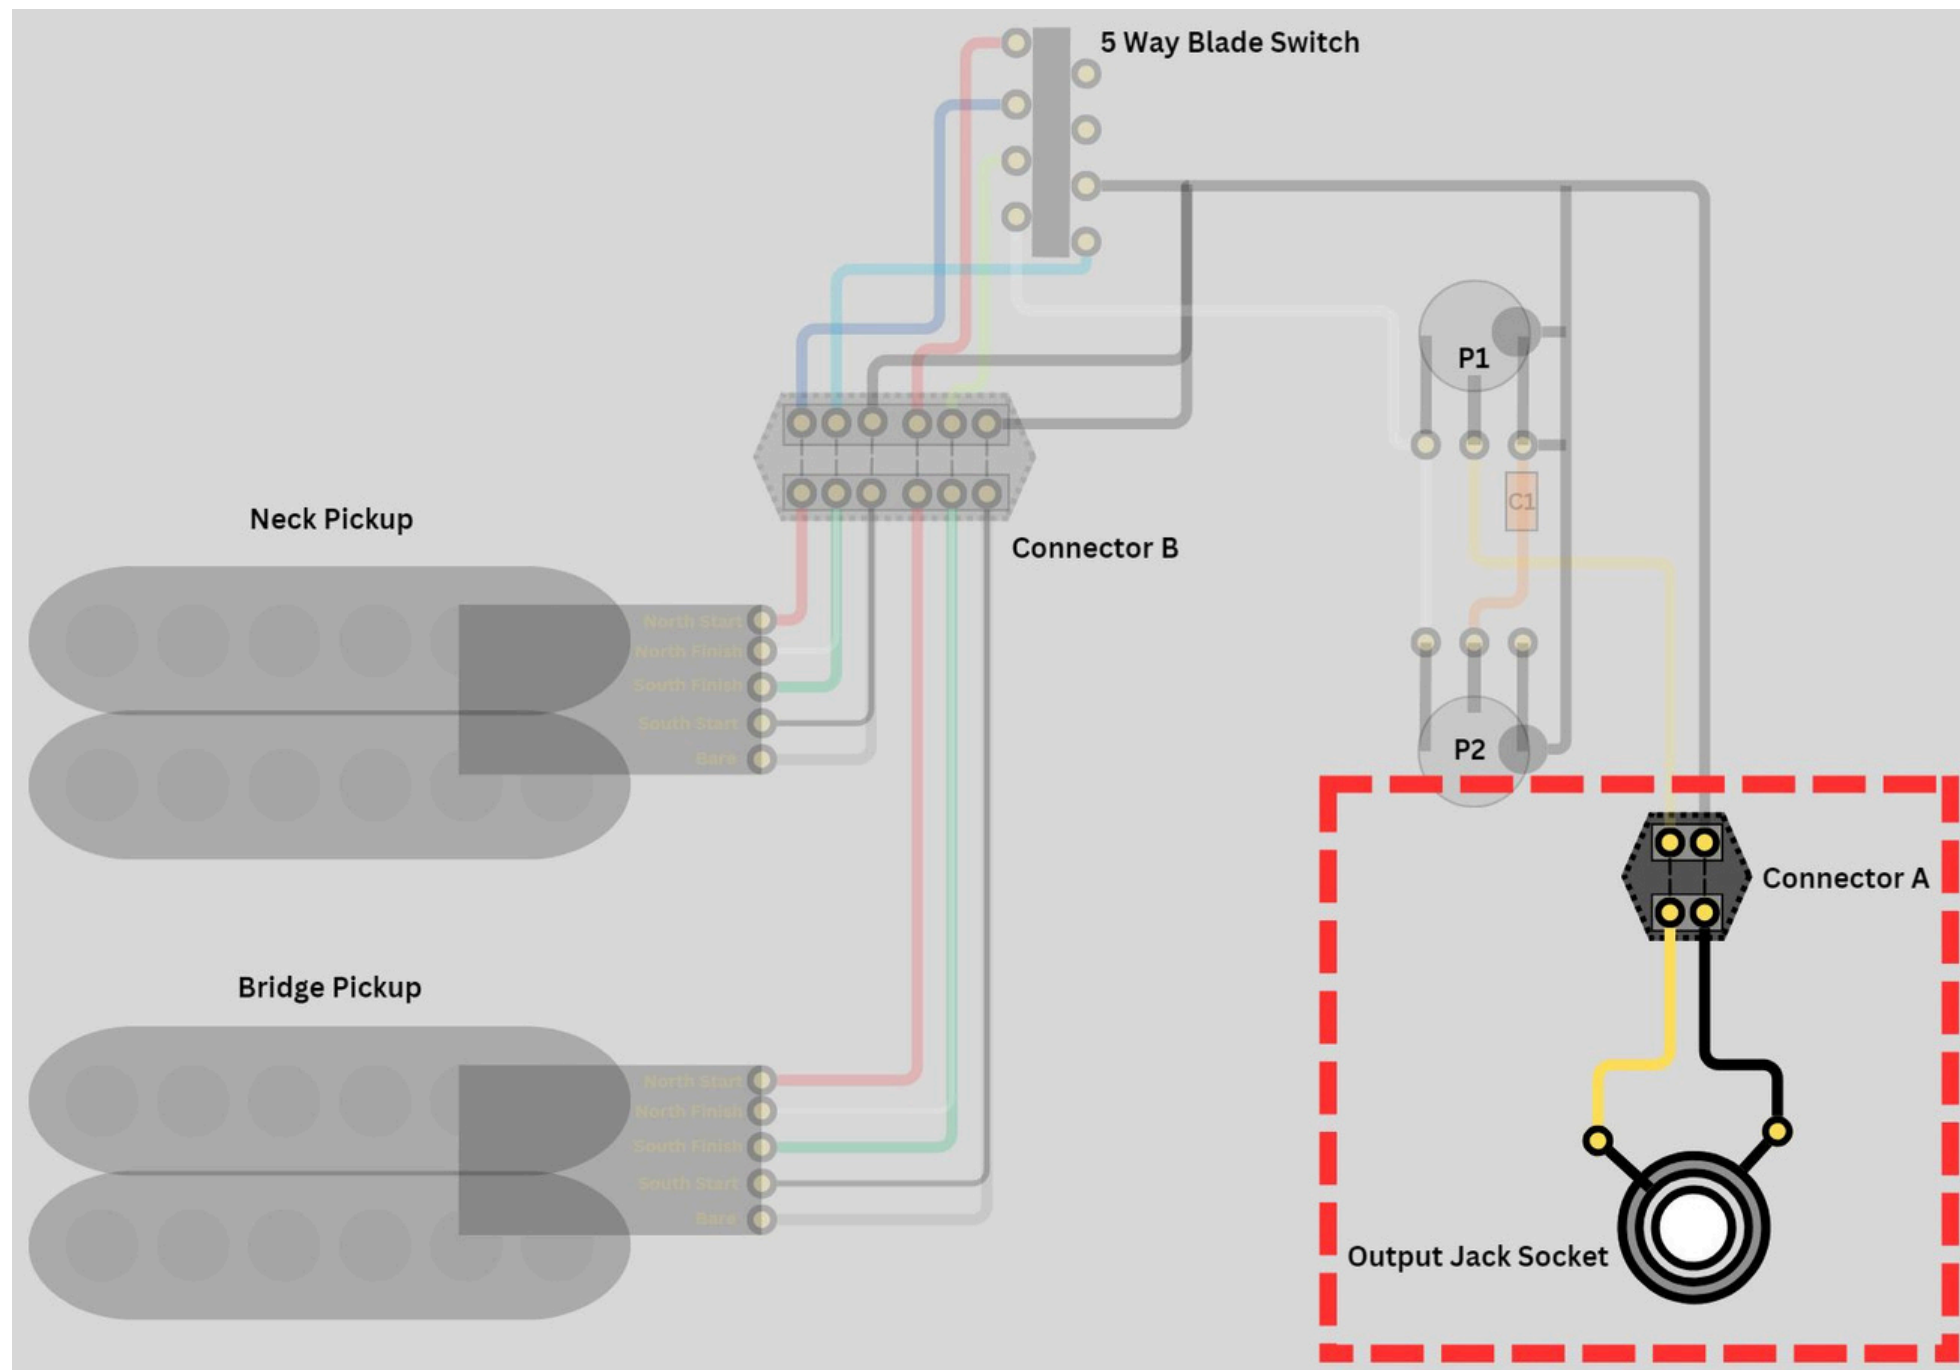 5 Way Blade Switch
P1
C1
Neck Pickup
Connector B
North Start
North Finish
South Finish
South Start
Bare
P2
Connector A
Bridge Pickup
North Start
North Finish
South Finish
South Start
Bare
Output Jack Socket